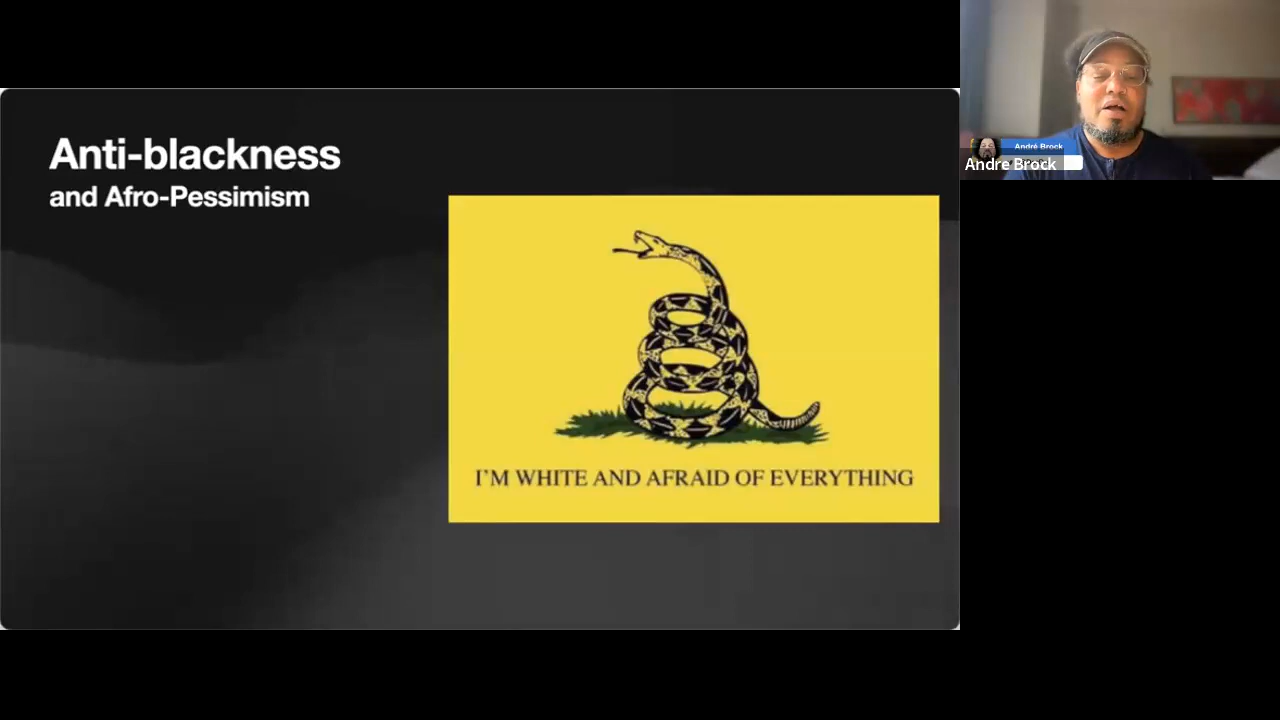 Anti-blackness
and Afro-Pessimism
I'M WHITE AND AFRAID OF EVERYTHING
André Brock
Andre Brock